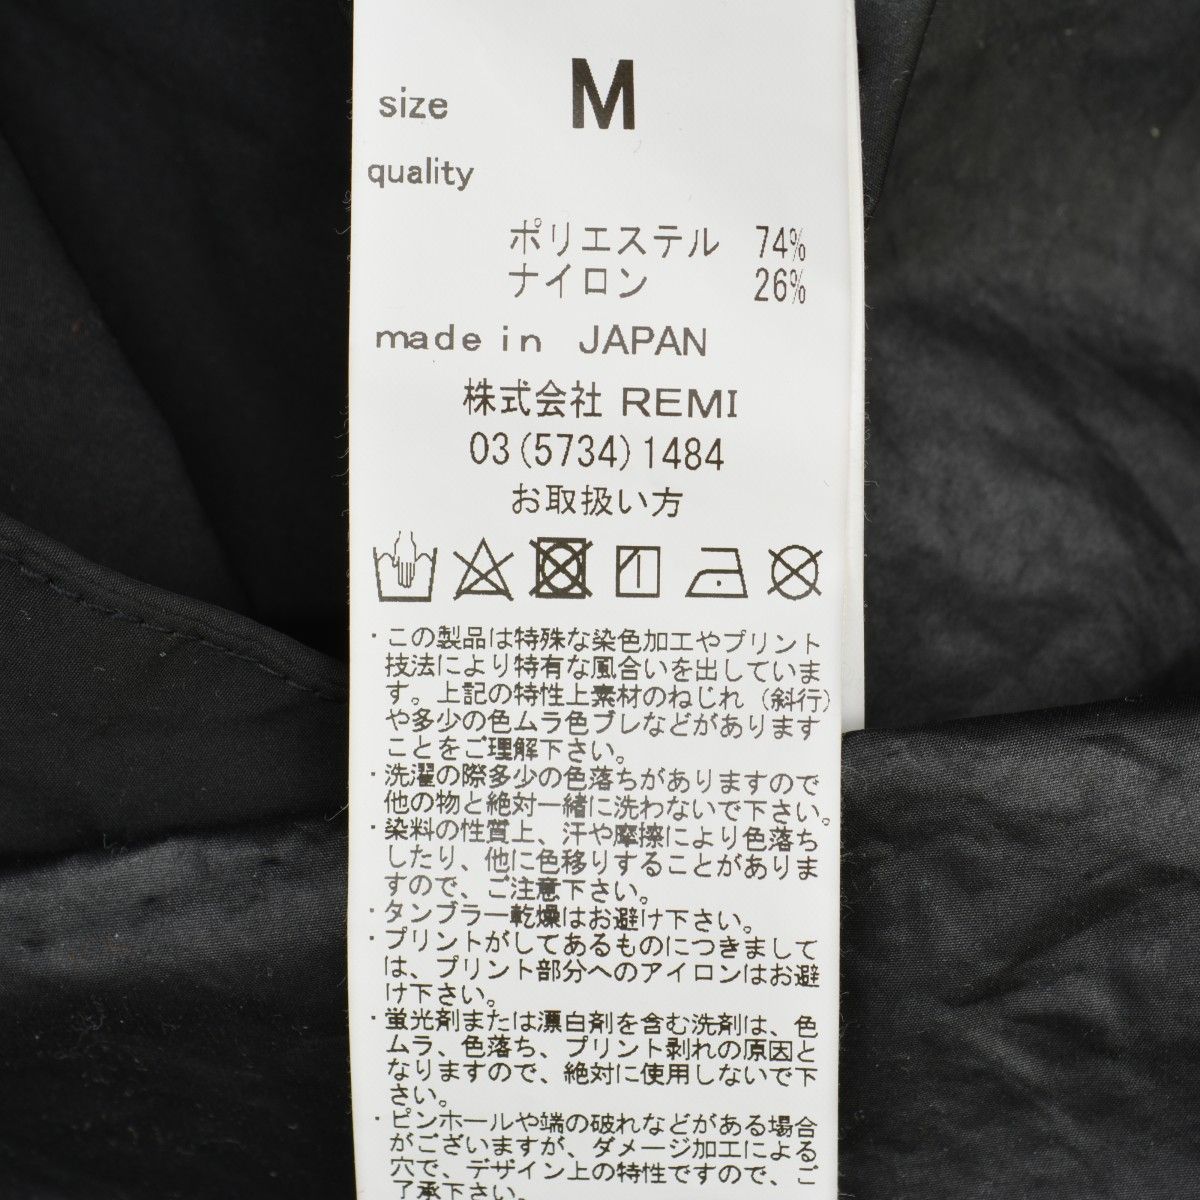 size M
quality
ポリエステル 74%
ナイロン 26%
made in JAPAN
株式会社 REMI
03(5734)1484
お取扱い方
・この製品は特殊な染色加工やプリント
技法により特有な風合いを出していま
す。上記の特性上素材のねじれ（斜行）
や多少の色ムラ色ブレなどがあります
ことをご理解下さい。
・洗濯の際多少の色落ちがありますので
他の物と絶対一緒に洗わないで下さい。
・染料の性質上、汗や摩擦により色落ち
したり、他に色移りすることがありま
すので、ご注意下さい。
・タンブラー乾燥はお避け下さい。
・プリントがしてあるものにつきまして
は、プリント部分へのアイロンはお避
け下さい。
・蛍光剤または漂白剤を含む洗剤は、色
ムラ、色落ち、プリント剥れの原因と
なりますので、絶対に使用しないで下
さい。
・ピンホールや端の破れなどがある場合
がございますが、ダメージ加工による
穴で、デザイン上の特性ですので、ご
了承下さい。